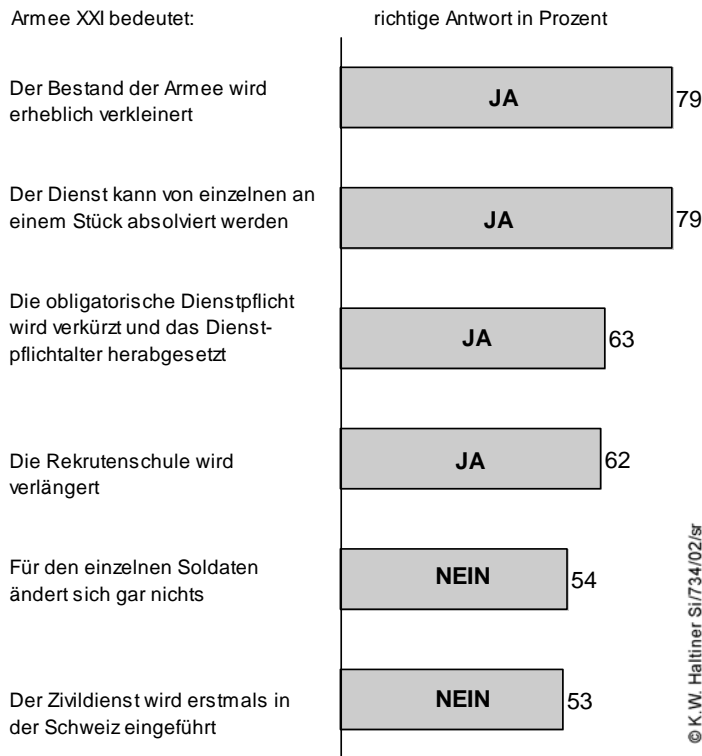 Armee XXI bedeutet:
richtige Antwort in Prozent
Der Bestand der Armee wird
erheblich verkleinert
JA
79
Der Dienst kann von einzelnen an
einem Stück absolviert werden
JA
79
Die obligatorische Dienstpflicht
wird verkürzt und das Dienst-
pflichtalter herabgesetzt
JA
63
Die Rekrutenschule wird
verlängert
JA
62
Für den einzelnen Soldaten
ändert sich gar nichts
NEIN
54
Der Zivildienst wird erstmals in
der Schweiz eingeführt
NEIN
53
© K.W. Haltiner Si/734/02/sr